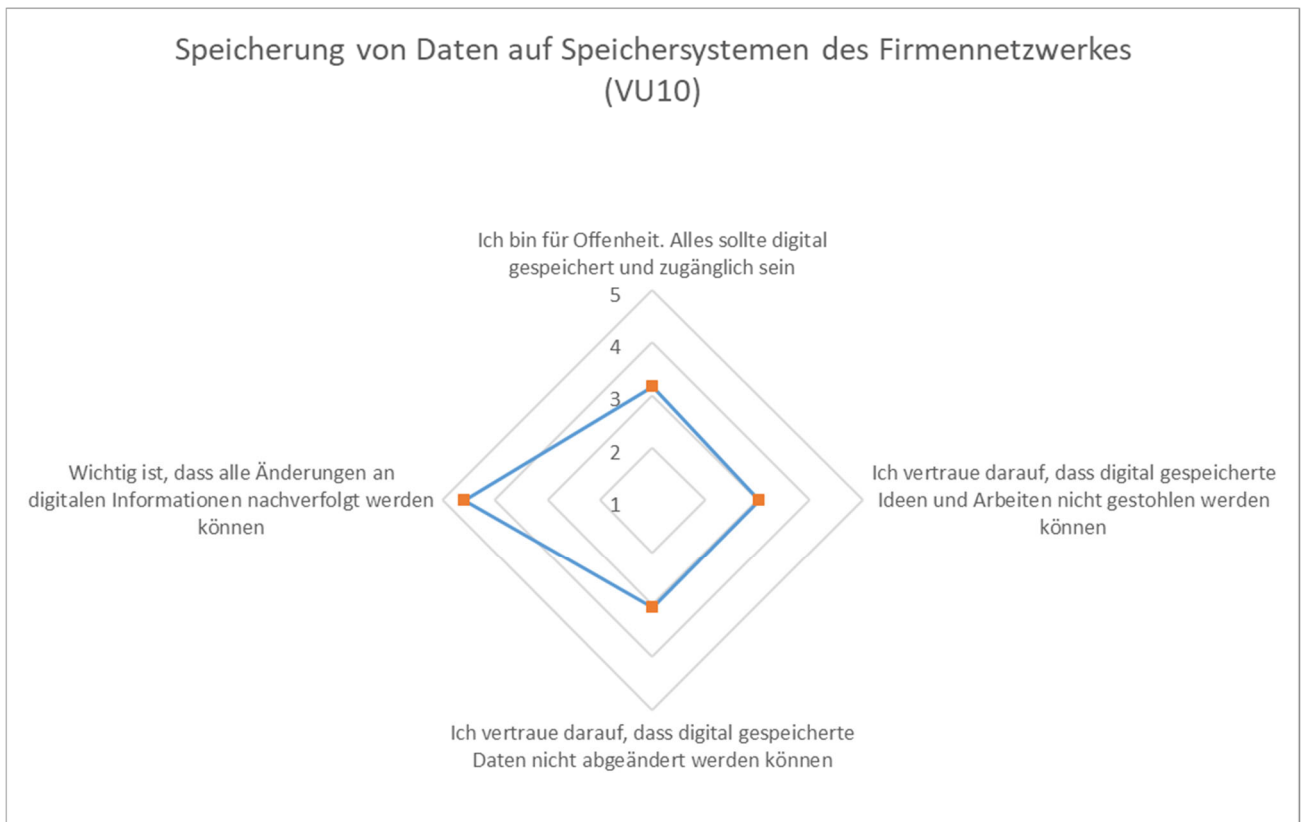 Speicherung von Daten auf Speichersystemen des Firmennetzwerkes
(VU10)
Ich bin für Offenheit. Alles sollte digital
gespeichert und zugänglich sein
5
4
3
2
1
Wichtig ist, dass alle Änderungen an
digitalen Informationen nachverfolgt werden
können
Ich vertraue darauf, dass digital gespeicherte
Ideen und Arbeiten nicht gestohlen werden
können
Ich vertraue darauf, dass digital gespeicherte
Daten nicht abgeändert werden können